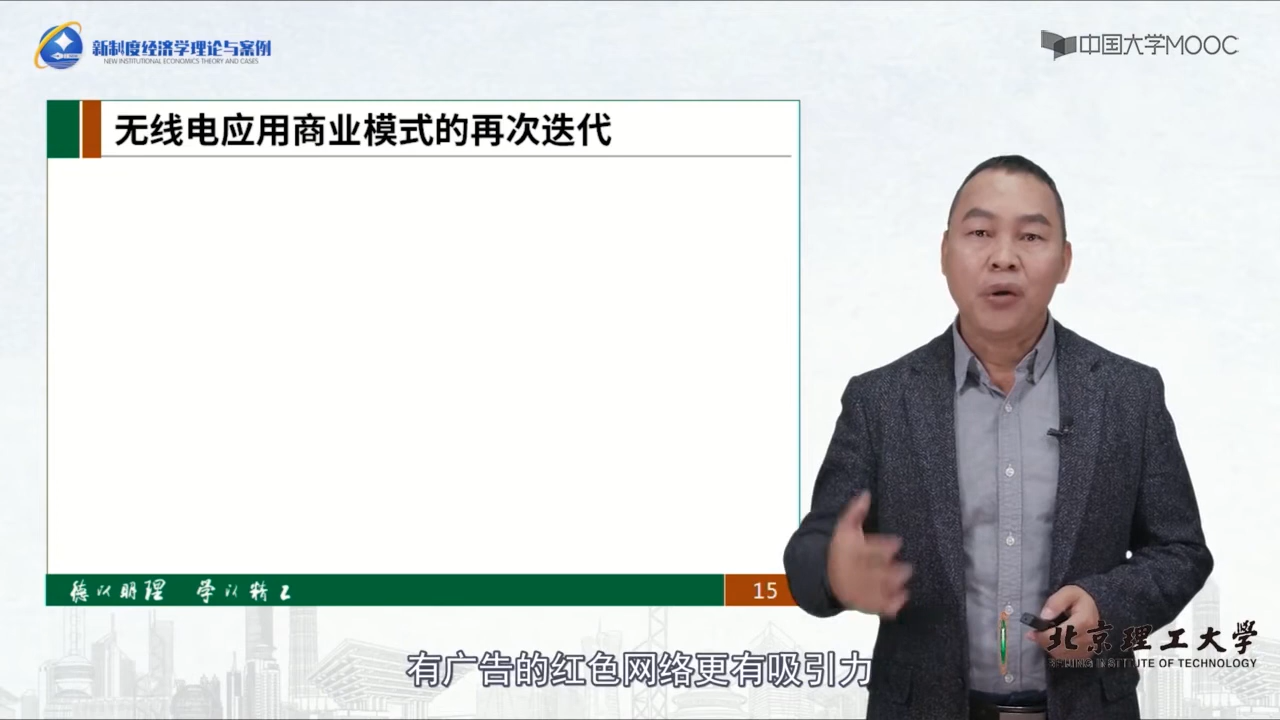 新制度经济学理论与案例
NEW INSTITUTIONAL ECONOMICS THEORY AND CASES
中国大学MOOC
无线电应用商业模式的再次迭代
德以明理 学以精工
15
北京理工大学
BEIJING INSTITUTE OF TECHNOLOGY
有广告的红色网络更有吸引力